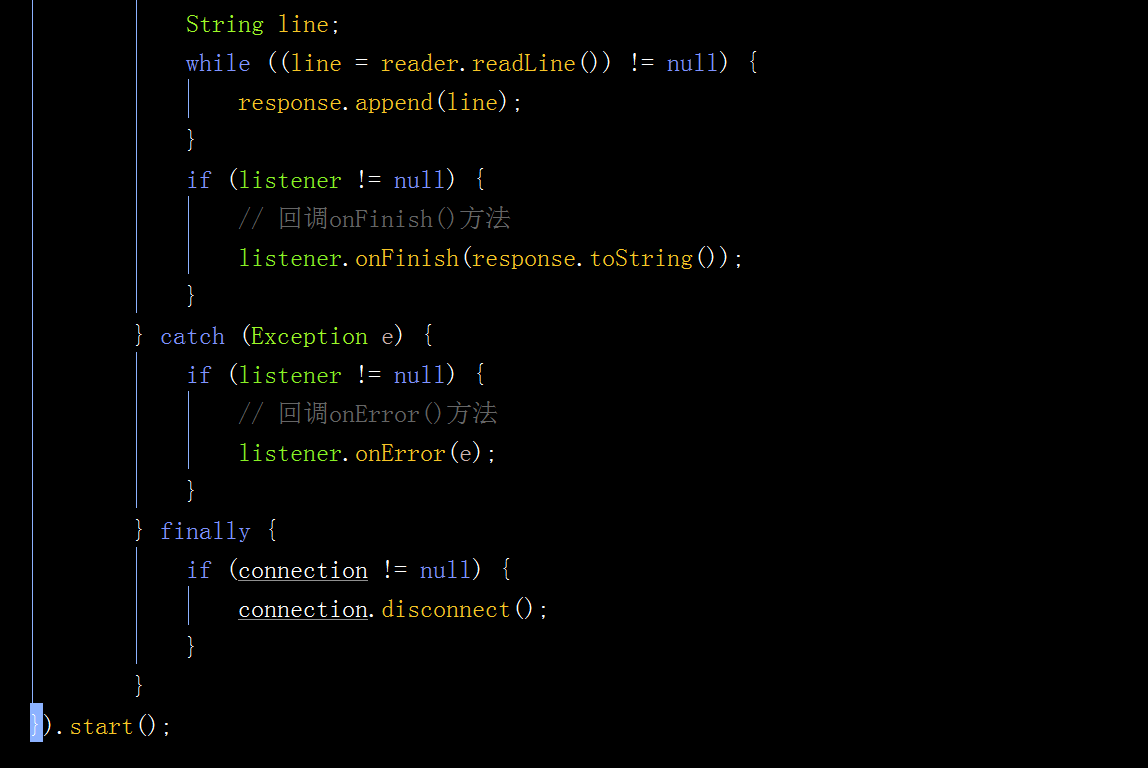 String line;
while ((line = reader.readLine()) != null) {
response.append(line);
}
if (listener != null) {
// 回调onFinish()方法
listener.onFinish(response.toString());
}
} catch (Exception e) {
if (listener != null) {
// 回调onError()方法
listener.onError(e);
}
} finally {
if (connection != null) {
connection.disconnect();
}
}
}).start();